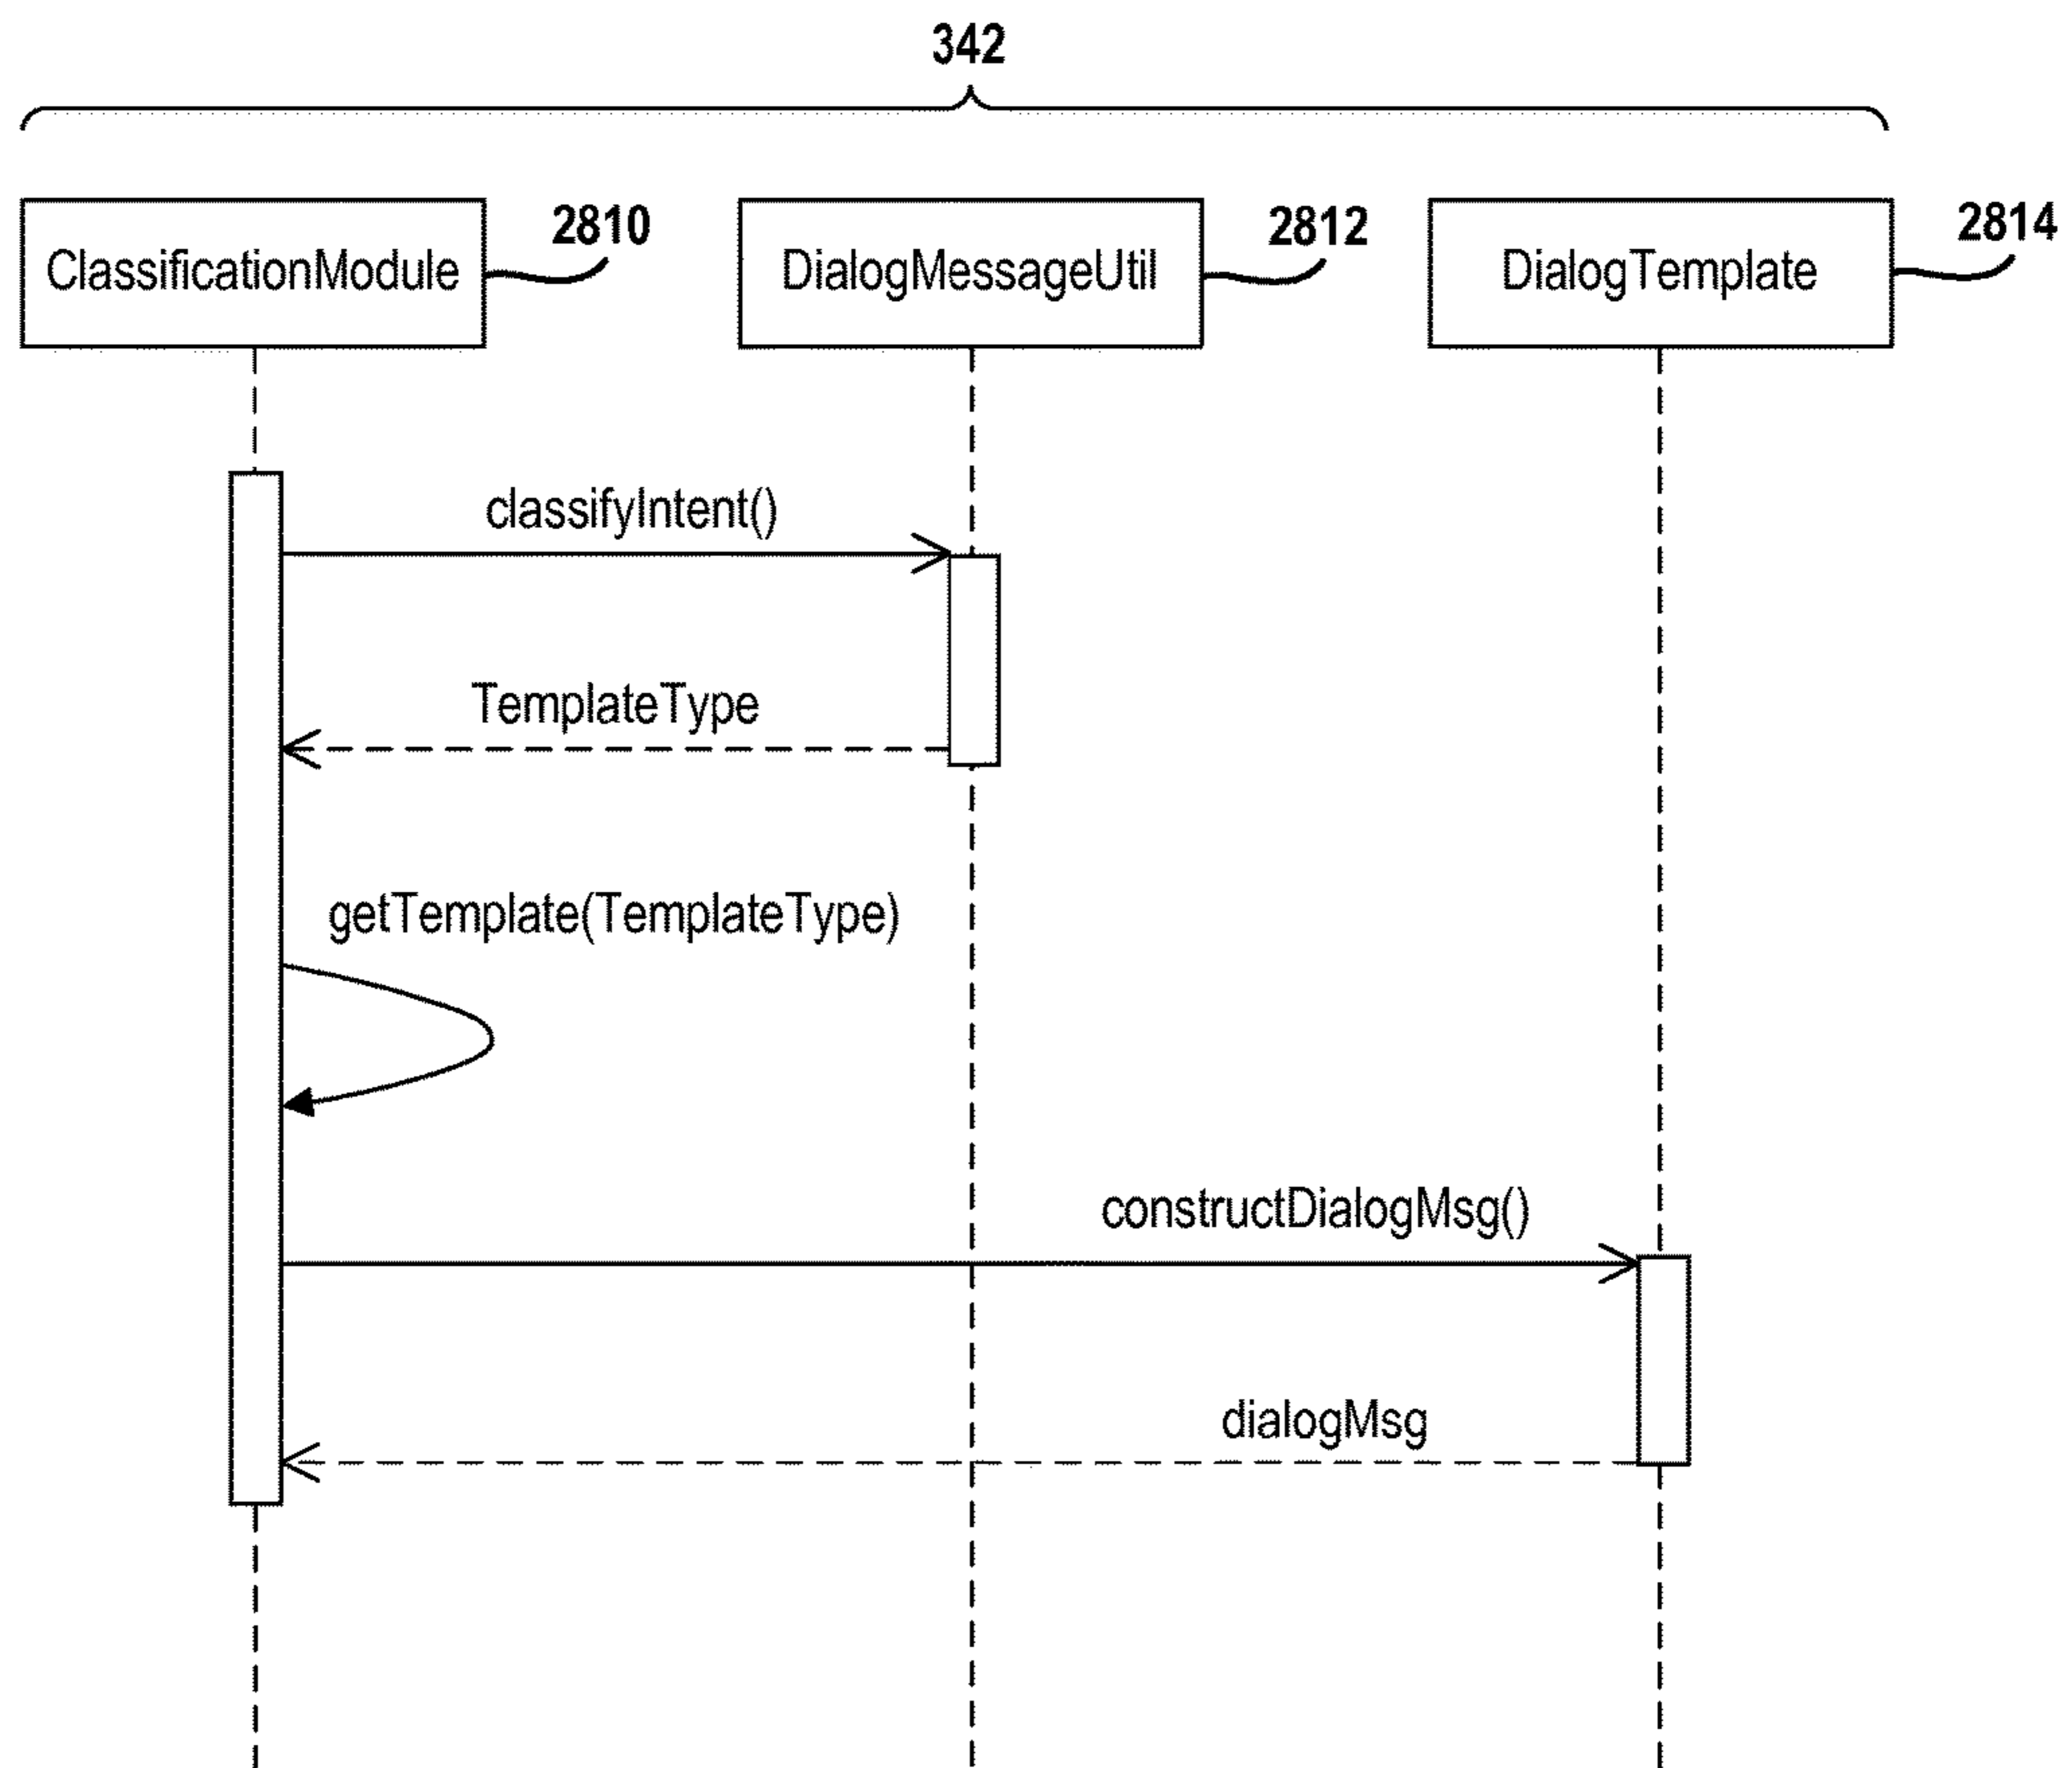 342
ClassificationModule
2810
DialogMessageUtil
2812
DialogTemplate
2814
classifyIntent()
TemplateType
getTemplate(TemplateType)
constructDialogMsg()
dialogMsg